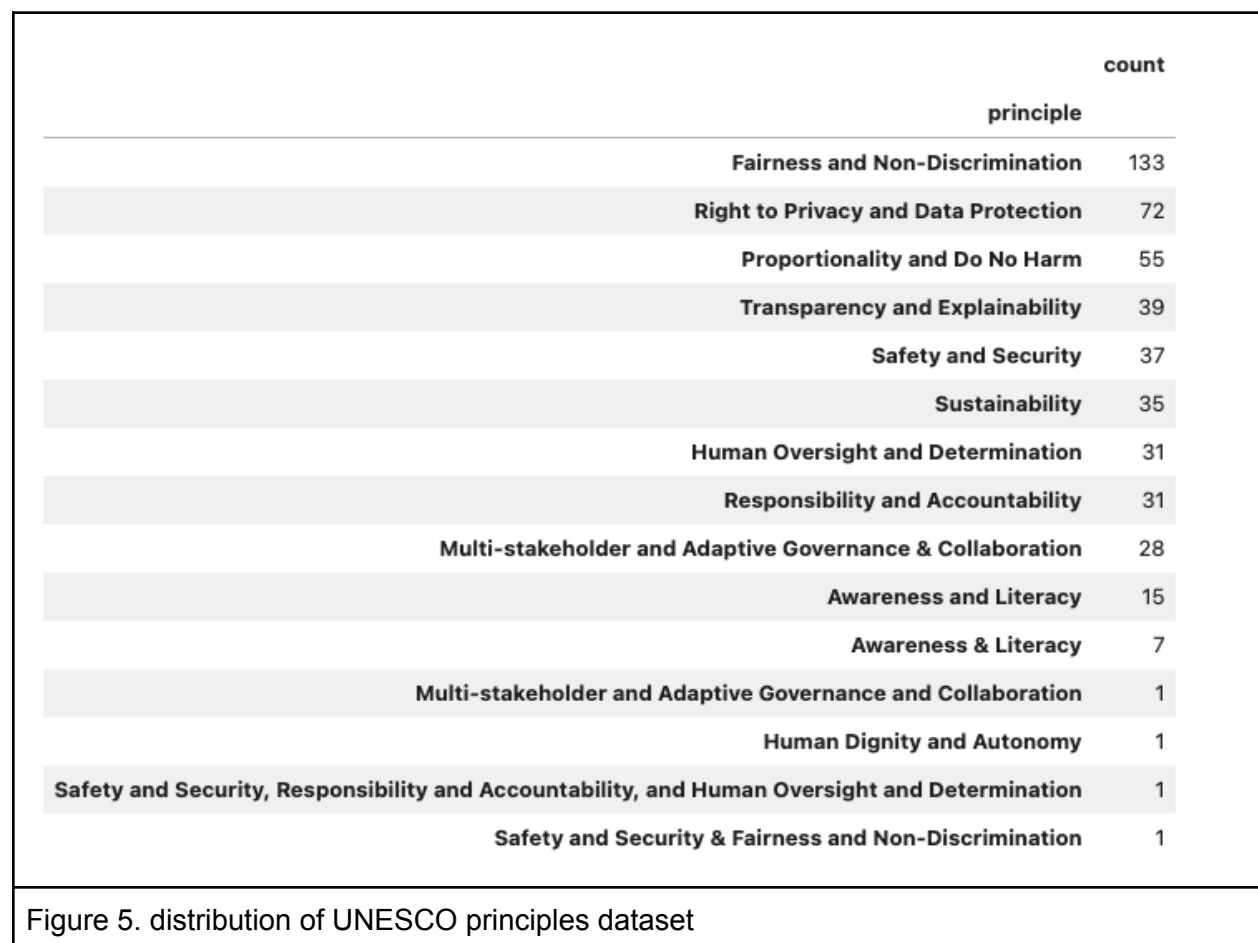 count
principle
Fairness and Non-Discrimination 133
Right to Privacy and Data Protection 72
Proportionality and Do No Harm 55
Transparency and Explainability 39
Safety and Security 37
Sustainability 35
Human Oversight and Determination 31
Responsibility and Accountability 31
Multi-stakeholder and Adaptive Governance & Collaboration 28
Awareness and Literacy 15
Awareness & Literacy 7
Multi-stakeholder and Adaptive Governance and Collaboration 1
Human Dignity and Autonomy 1
Safety and Security, Responsibility and Accountability, and Human Oversight and Determination 1
Safety and Security & Fairness and Non-Discrimination 1
Figure 5. distribution of UNESCO principles dataset